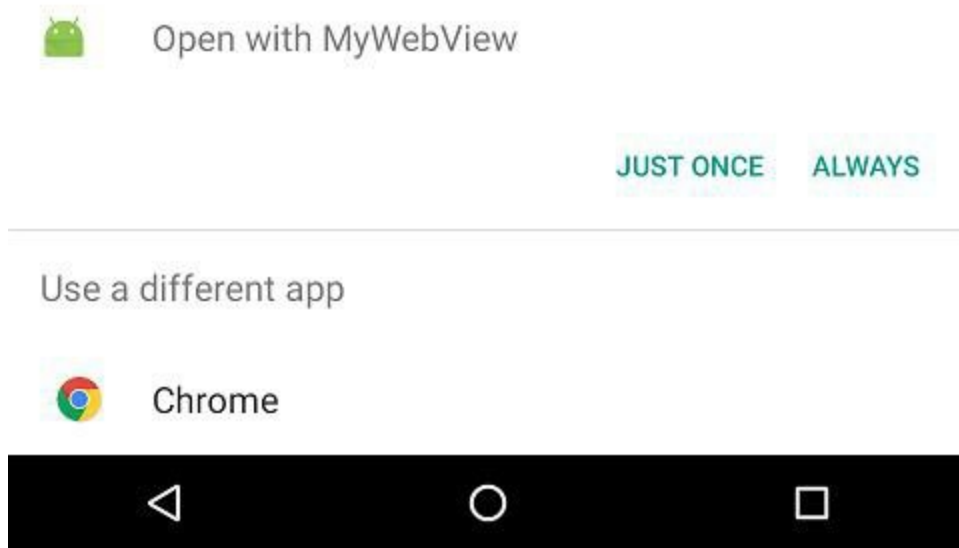 Open with MyWebView
JUST ONCE ALWAYS
Use a different app
Chrome